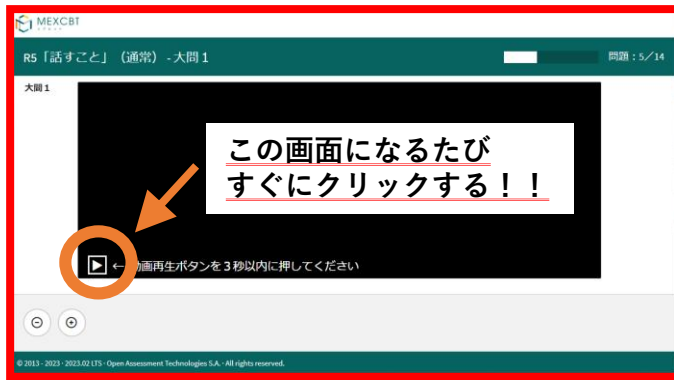 MEXCBT
R5「話すこと」（通常）-大問1
問題：5／14
大問1
この画面になるたび
すぐにクリックする！！
←動画再生ボタンを3秒以内に押してください
© 2013 - 2023 · 2023.02 LTS · Open Assessment Technologies S.A. · All rights reserved.